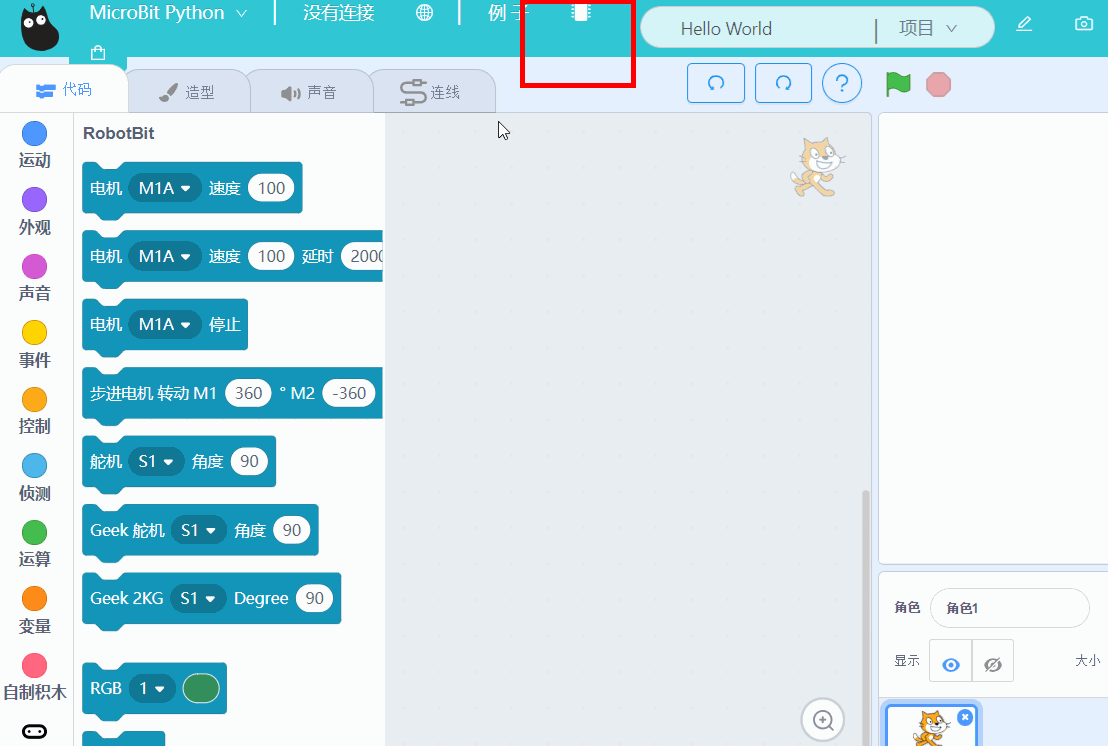 MicroBit Python 没有连接 例子 Hello World 项目
代码 造型 声音 连线 ?
运动
外观
声音
事件
控制
侦测
运算
变量
自制积木
RobotBit
电机 M1A 速度 100
电机 M1A 速度 100 延时 2000
电机 M1A 停止
步进电机 转动 M1 360 ° M2 -360
舵机 S1 角度 90
Geek 舵机 S1 角度 90
Geek 2KG S1 Degree 90
RGB 1
角色 角色1
显示 大小